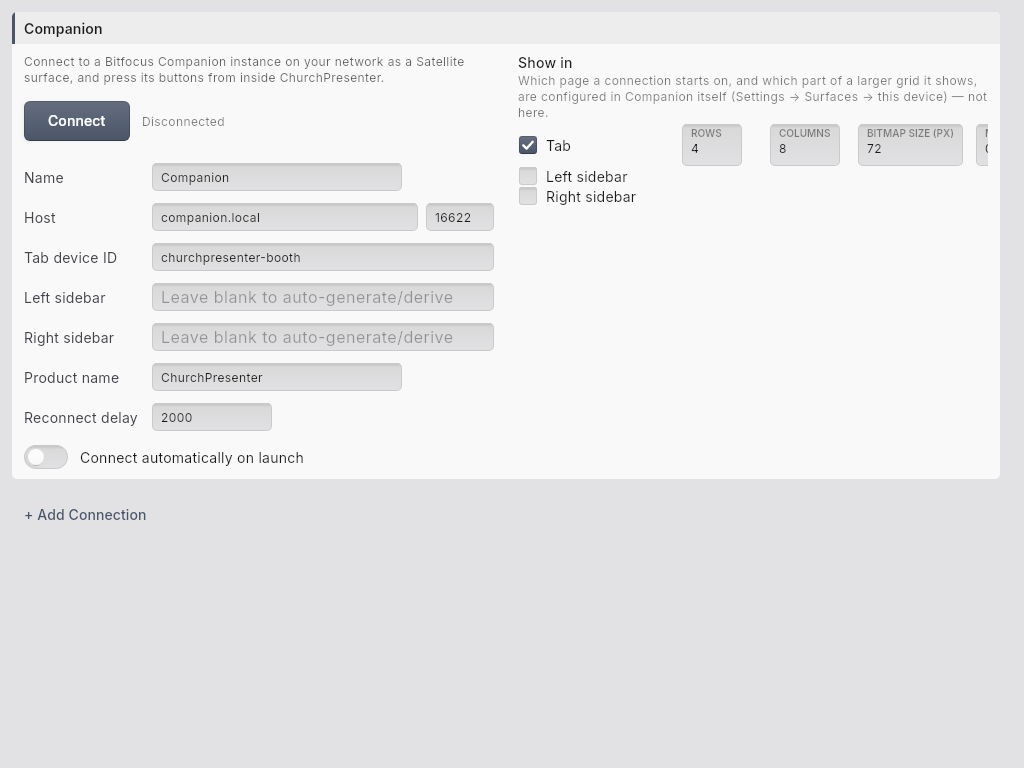 Companion
Connect to a Bitfocus Companion instance on your network as a Satellite
surface, and press its buttons from inside ChurchPresenter.
Connect
Disconnected
Name
Companion
Host
companion.local
16622
Tab device ID
churchpresenter-booth
Left sidebar
Leave blank to auto-generate/derive
Right sidebar
Leave blank to auto-generate/derive
Product name
ChurchPresenter
Reconnect delay
2000
Connect automatically on launch
Show in
Which page a connection starts on, and which part of a larger grid it shows,
are configured in Companion itself (Settings → Surfaces → this device) — not
here.
Tab
ROWS
4
COLUMNS
8
BITMAP SIZE (PX)
72
Left sidebar
Right sidebar
+ Add Connection